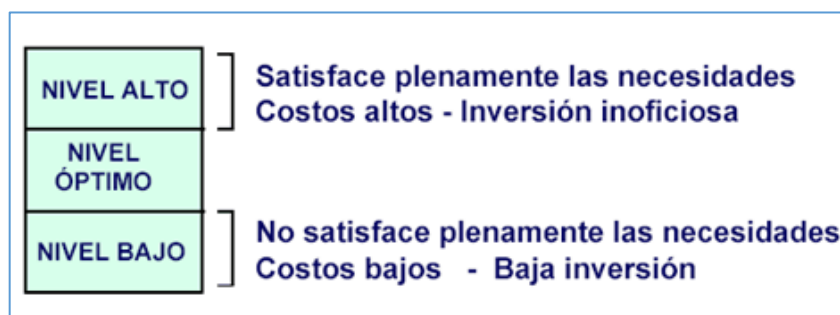 NIVEL ALTO
Satisface plenamente las necesidades
Costos altos - Inversión inoficiosa
NIVEL
ÓPTIMO
NIVEL BAJO
No satisface plenamente las necesidades
Costos bajos - Baja inversión